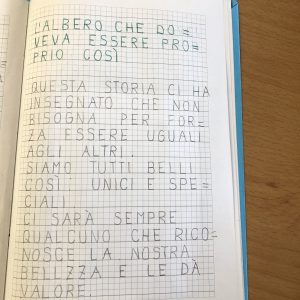 L'ALBERO CHE DO=
VEVA ESSERE PRO=
PRIO COSÌ
QUESTA STORIA CI HA
INSEGNATO CHE NON
BISOGNA PER FOR=
ZA ESSERE UGUALI
AGLI ALTRI.
SIAMO TUTTI BELLI
COSÌ, UNICI E SPE=
CIALI.
CI SARÀ SEMPRE
QUALCUNO CHE RICO=
NOSCE LA NOSTRA
BELLZZA E LE DÀ
VALORE.